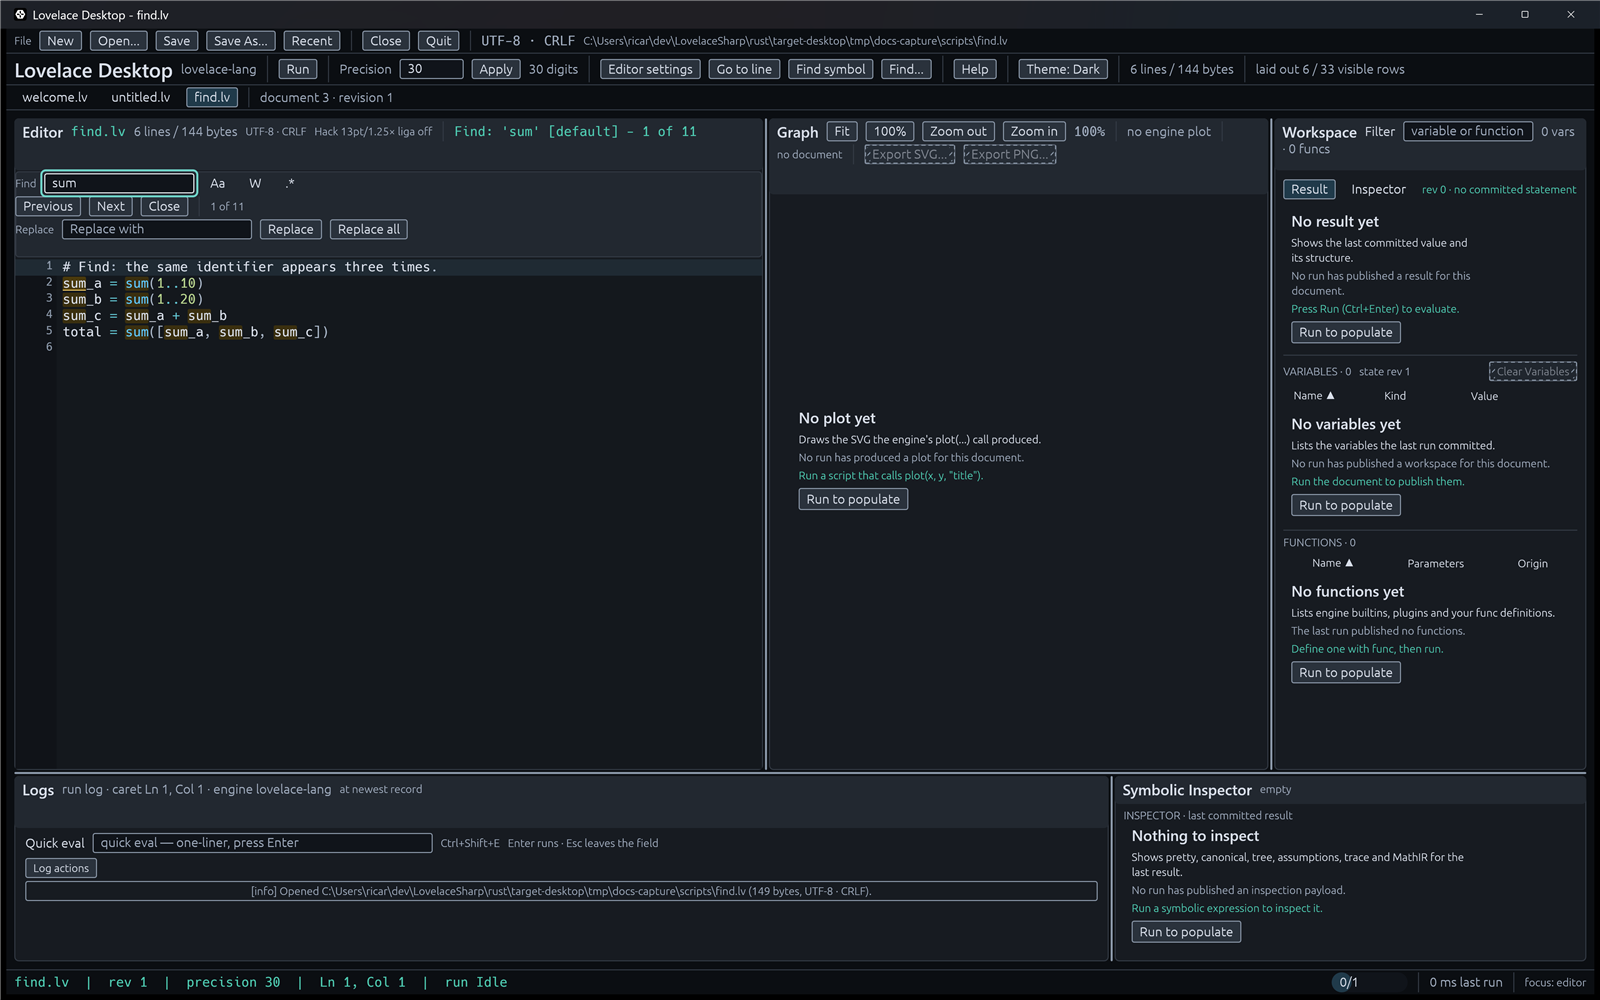 Lovelace Desktop - find.lv
File New Open... Save Save As... Recent Close Quit UTF-8 · CRLF C:\Users\ricar\dev\LovelaceSharp\rust\target-desktop\tmp\docs-capture\scripts\find.lv
Lovelace Desktop lovelace-lang Run Precision 30 Apply 30 digits Editor settings Go to line Find symbol Find... Help Theme: Dark 6 lines / 144 bytes laid out 6 / 33 visible rows
welcome.lv untitled.lv find.lv document 3 · revision 1
Editor find.lv 6 lines / 144 bytes UTF-8 · CRLF Hack 13pt/1.25× liga off Find: 'sum' [default] - 1 of 11
Find sum Aa W .*
Previous Next Close 1 of 11
Replace Replace with Replace Replace all
1 # Find: the same identifier appears three times.
2 sum_a = sum(1..10)
3 sum_b = sum(1..20)
4 sum_c = sum_a + sum_b
5 total = sum([sum_a, sum_b, sum_c])
6
Graph Fit 100% Zoom out Zoom in 100% no engine plot
no document Export SVG... Export PNG...
No plot yet
Draws the SVG the engine's plot(...) call produced.
No run has produced a plot for this document.
Run a script that calls plot(x, y, "title").
Run to populate
Workspace Filter variable or function 0 vars
· 0 funcs
Result Inspector rev 0 · no committed statement
No result yet
Shows the last committed value and
its structure.
No run has published a result for this
document.
Press Run (Ctrl+Enter) to evaluate.
Run to populate
VARIABLES · 0 state rev 1 Clear Variables
Name ▲ Kind Value
No variables yet
Lists the variables the last run committed.
No run has published a workspace for this document.
Run the document to publish them.
Run to populate
FUNCTIONS · 0
Name ▲ Parameters Origin
No functions yet
Lists engine builtins, plugins and your func definitions.
The last run published no functions.
Define one with func, then run.
Run to populate
Logs run log · caret Ln 1, Col 1 · engine lovelace-lang at newest record
Quick eval quick eval — one-liner, press Enter Ctrl+Shift+E Enter runs · Esc leaves the field
Log actions
[info] Opened C:\Users\ricar\dev\LovelaceSharp\rust\target-desktop\tmp\docs-capture\scripts\find.lv (149 bytes, UTF-8 · CRLF).
Symbolic Inspector empty
INSPECTOR · last committed result
Nothing to inspect
Shows pretty, canonical, tree, assumptions, trace and MathIR for the
last result.
No run has published an inspection payload.
Run a symbolic expression to inspect it.
Run to populate
find.lv | rev 1 | precision 30 | Ln 1, Col 1 | run Idle 0/1 0 ms last run focus: editor